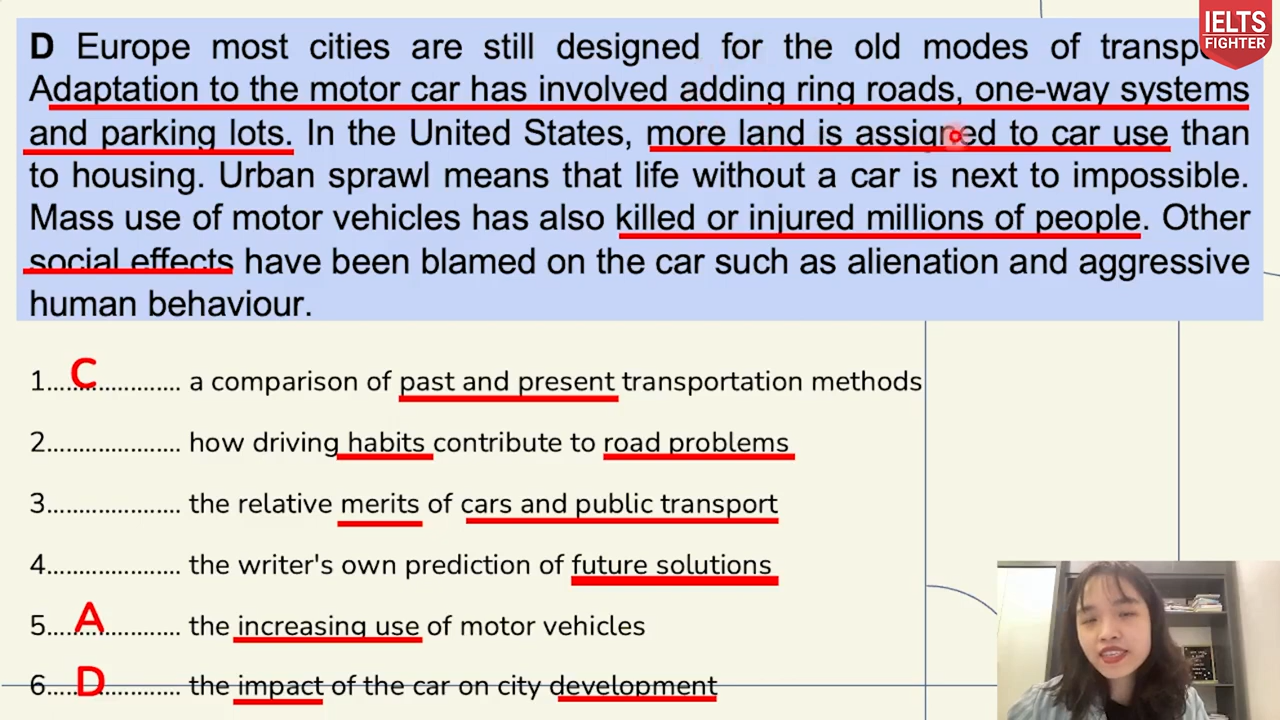 IELTS
FIGHTER
D Europe most cities are still designed for the old modes of
Adaptation to the motor car has involved adding ring roads, one-way systems
and parking lots. In the United States, more land is assigned to car use than
to housing. Urban sprawl means that life without a car is next to impossible.
Mass use of motor vehicles has also killed or injured millions of people. Other
social effects have been blamed on the car such as alienation and aggressive
human behaviour.
1....C.................. a comparison of past and present transportation methods
2..................... how driving habits contribute to road problems
3..................... the relative merits of cars and public transport
4..................... the writer's own prediction of future solutions
5.....A................ the increasing use of motor vehicles
6.....D................ the impact of the car on city development